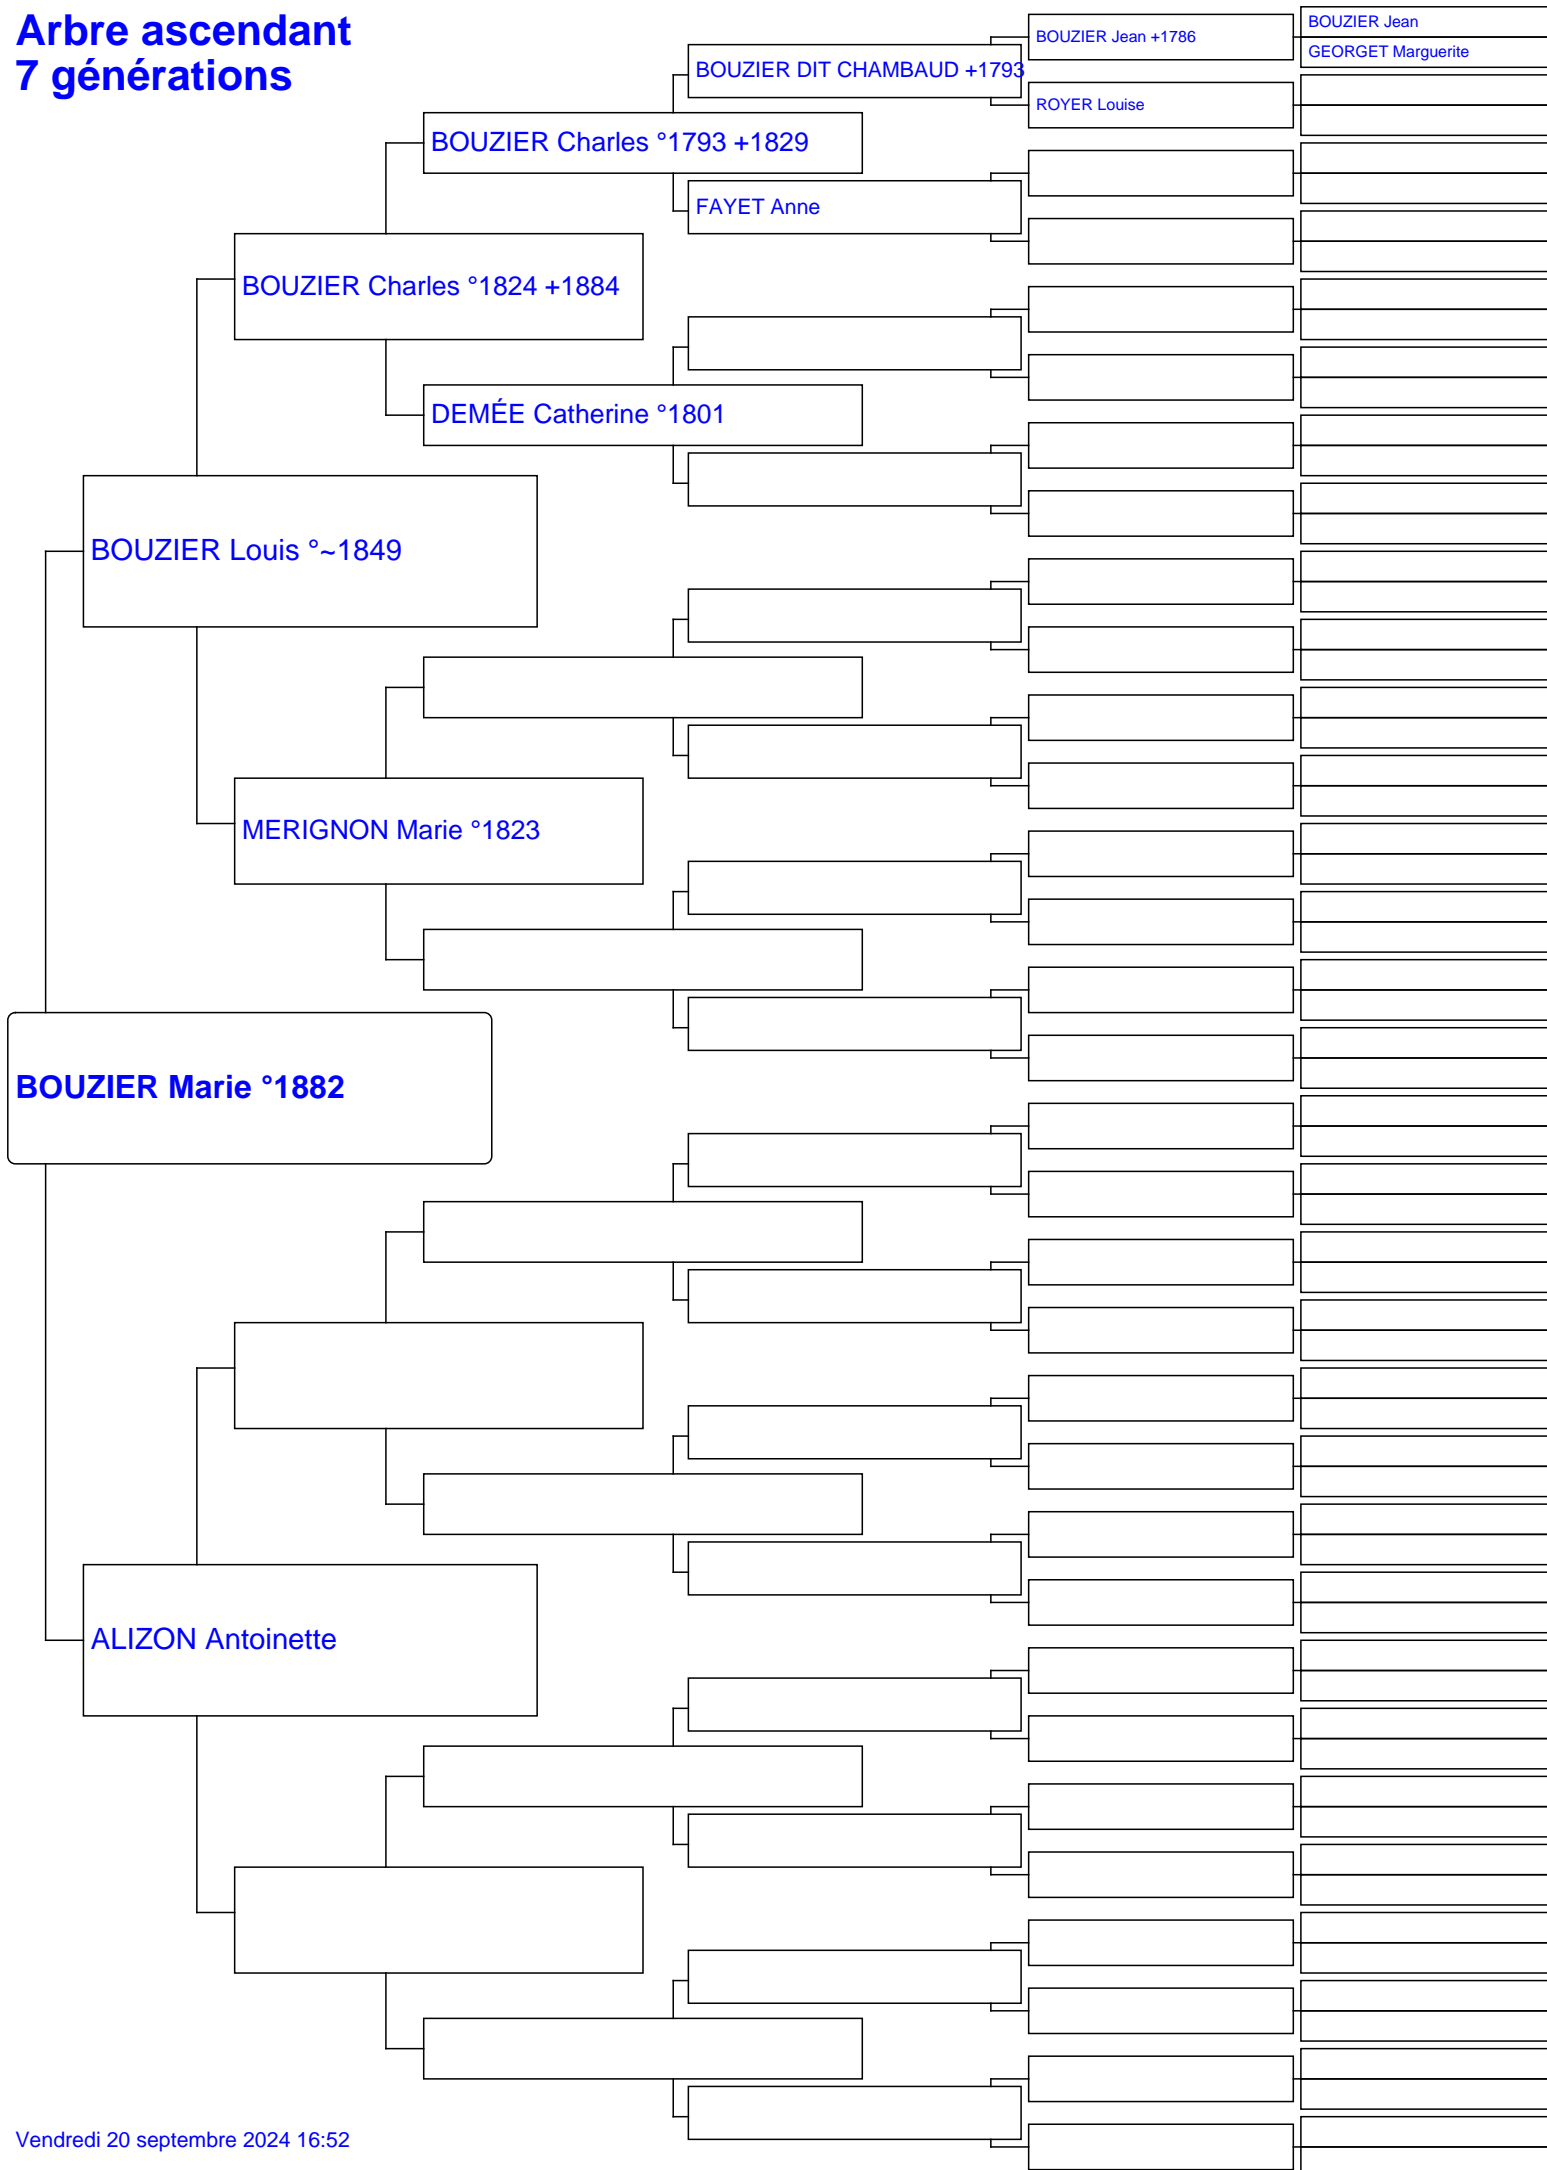 Arbre ascendant
7 générations
BOUZIER Jean
GEORGET Marguerite
BOUZIER Jean +1786
BOUZIER DIT CHAMBAUD +1793
ROYER Louise
BOUZIER Charles °1793 +1829
FAYET Anne
BOUZIER Charles °1824 +1884
DEMÉE Catherine °1801
BOUZIER Louis °~1849
MERIGNON Marie °1823
BOUZIER Marie °1882
ALIZON Antoinette
Vendredi 20 septembre 2024 16:52